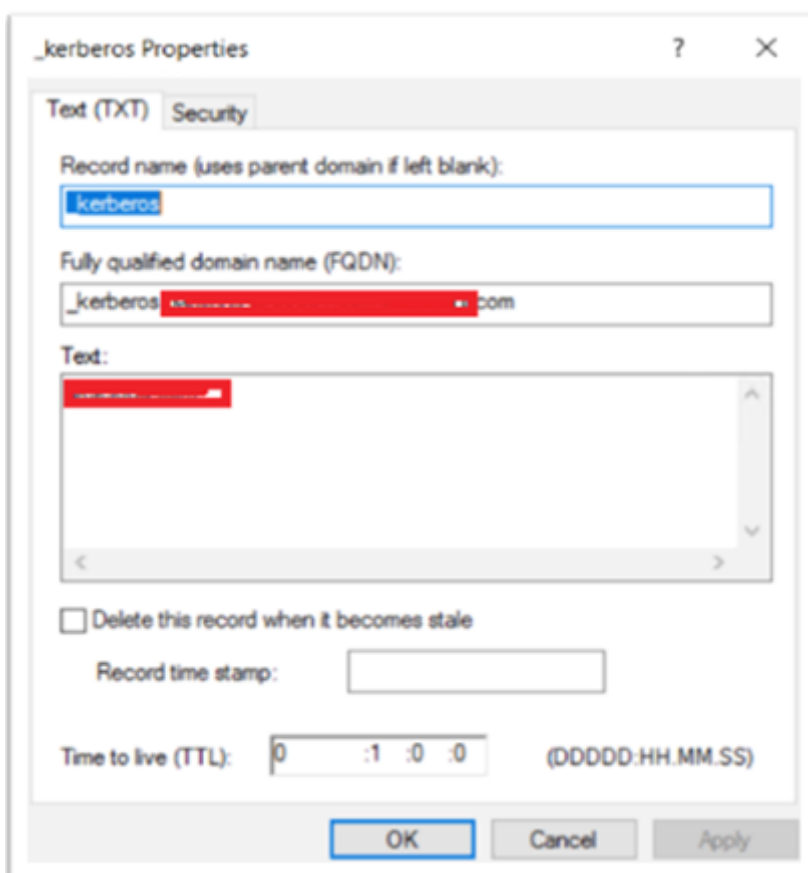 _kerberos Properties
Text (TXT)
Security
Record name (uses parent domain if left blank):
_kerberos
Fully qualified domain name (FQDN):
_kerberos com
Text:
Delete this record when it becomes stale
Record time stamp:
Time to live (TTL): 0 :1 :0 :0 (DDDDD:HH.MM.SS)
OK Cancel Apply